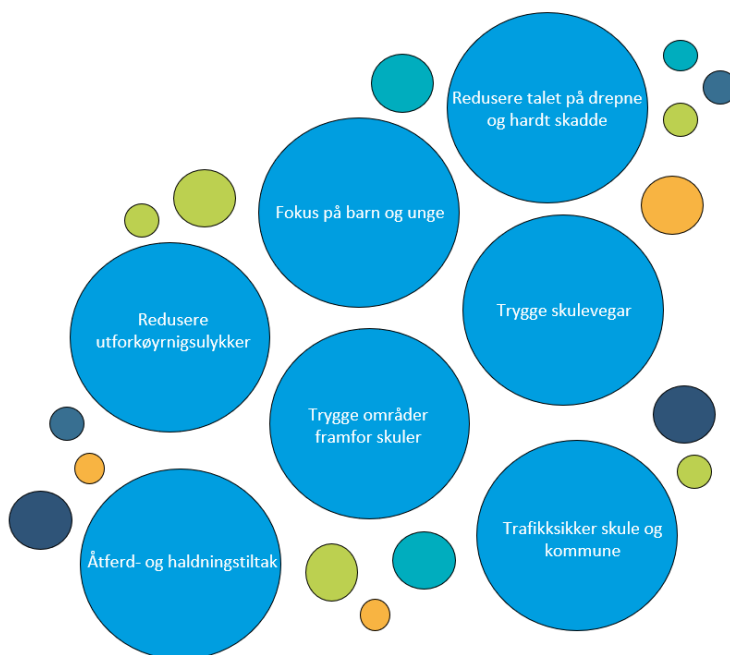 Redusere talet på drepne
og hardt skadde
Fokus på barn og unge
Trygge skulevegar
Redusere
utforkøyrnigsulykker
Trygge områder
framfor skuler
Trafikksikker skule og
kommune
Åtferd- og haldningstiltak